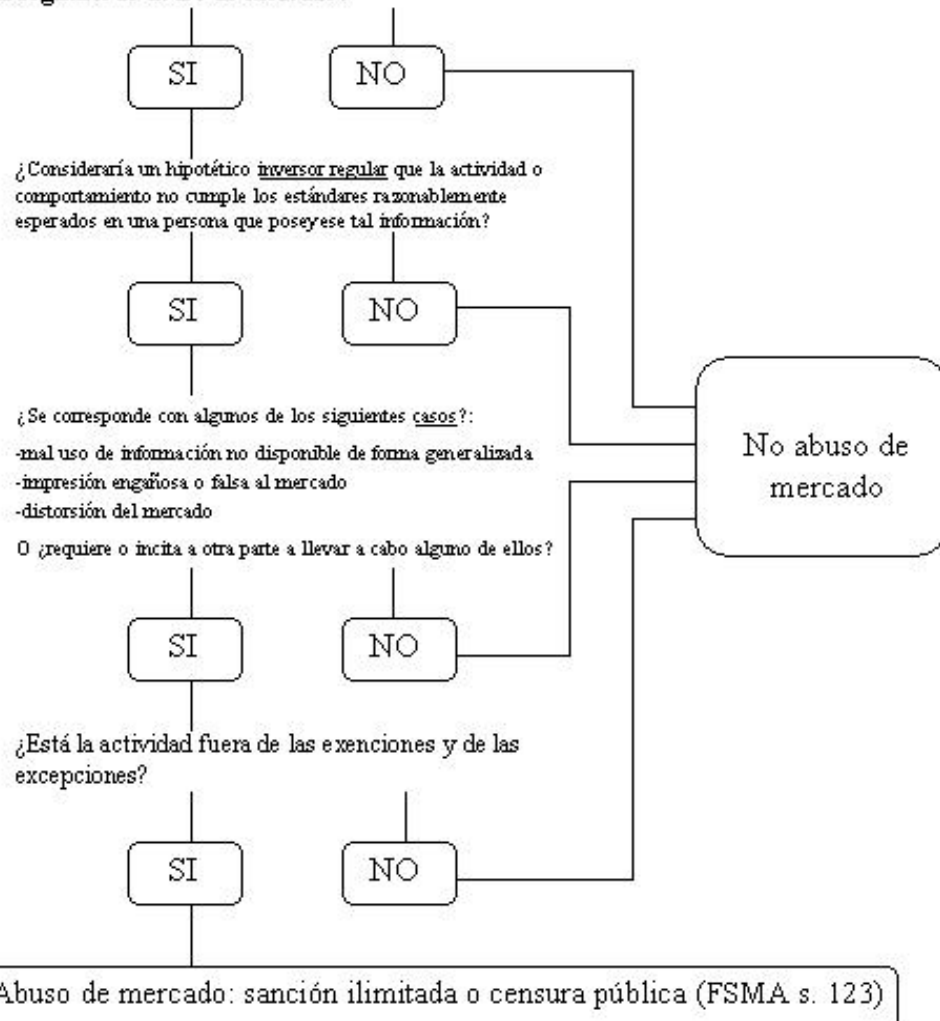 SI
NO
¿Consideraría un hipotético inversor regular que la actividad o
comportamiento no cumple los estándares razonablemente
esperados en una persona que poseyese tal información?
SI
NO
¿Se corresponde con algunos de los siguientes casos?:
-mal uso de información no disponible de forma generalizada
-impresión engañosa o falsa al mercado
-distorsión del mercado
O ¿requiere o incita a otra parte a llevar a cabo alguno de ellos?
No abuso de
mercado
SI
NO
¿Está la actividad fuera de las exenciones y de las
excepciones?
SI
NO
Abuso de mercado: sanción ilimitada o censura pública (FSMA s. 123)